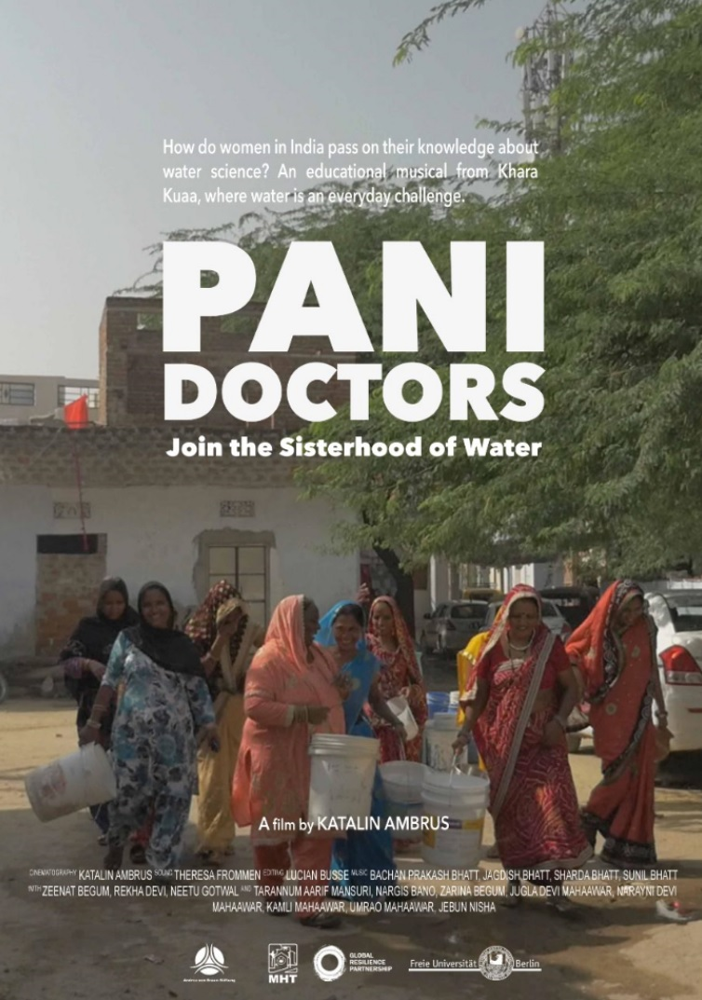 How do women in India pass on their knowledge about
water science? An educational musical from Khara
Kuaa, where water is an everyday challenge.
PANI
DOCTORS
Join the Sisterhood of Water
A film by KATALIN AMBRUS
CINEMATOGRAPHY KATALIN AMBRUS SOUND THERESA FROMMEN EDITING LUCIAN BUSSE MUSIC BACHAN PRAKASH BHATT, JAGDISH BHATT, SHARDA BHATT, SUNIL BHATT
WITH ZEENAT BEGUM, REKHA DEVI, NEETU GOTWAL AND TARANNUM AARIF MANSURI, NARGIS BANO, ZARINA BEGUM, JUGLA DEVI MAHAAWAR, NARAYNI DEVI
MAHAAWAR, KAMLI MAHAAWAR, UMRAO MAHAAWAR, JEBUN NISHA
MHT
GLOBAL
RESILIENCE
PARTNERSHIP
Freie Universität Berlin